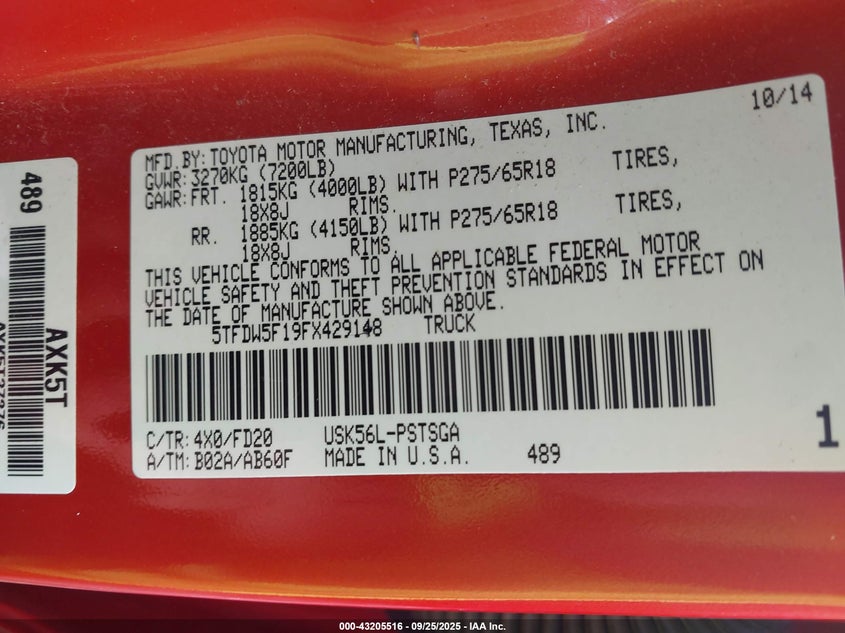 10/14
MFD. BY: TOYOTA MOTOR MANUFACTURING, TEXAS, INC.
GVWR: 3270KG (7200LB)
GAWR: FRT. 1815KG (4000LB) WITH P275/65R18 TIRES,
18X8J RIMS.
RR. 1885KG (4150LB) WITH P275/65R18 TIRES,
18X8J RIMS.
THIS VEHICLE CONFORMS TO ALL APPLICABLE FEDERAL MOTOR
VEHICLE SAFETY AND THEFT PREVENTION STANDARDS IN EFFECT ON
THE DATE OF MANUFACTURE SHOWN ABOVE.
5TFDW5F19FX429148 TRUCK
C/TR: 4X0/FD20 USK56L-PSTSGA
A/TM: B02A/AB60F MADE IN U.S.A. 489
1
489
AXK5T
000-43205516 - 09/25/2025 - IAA Inc.